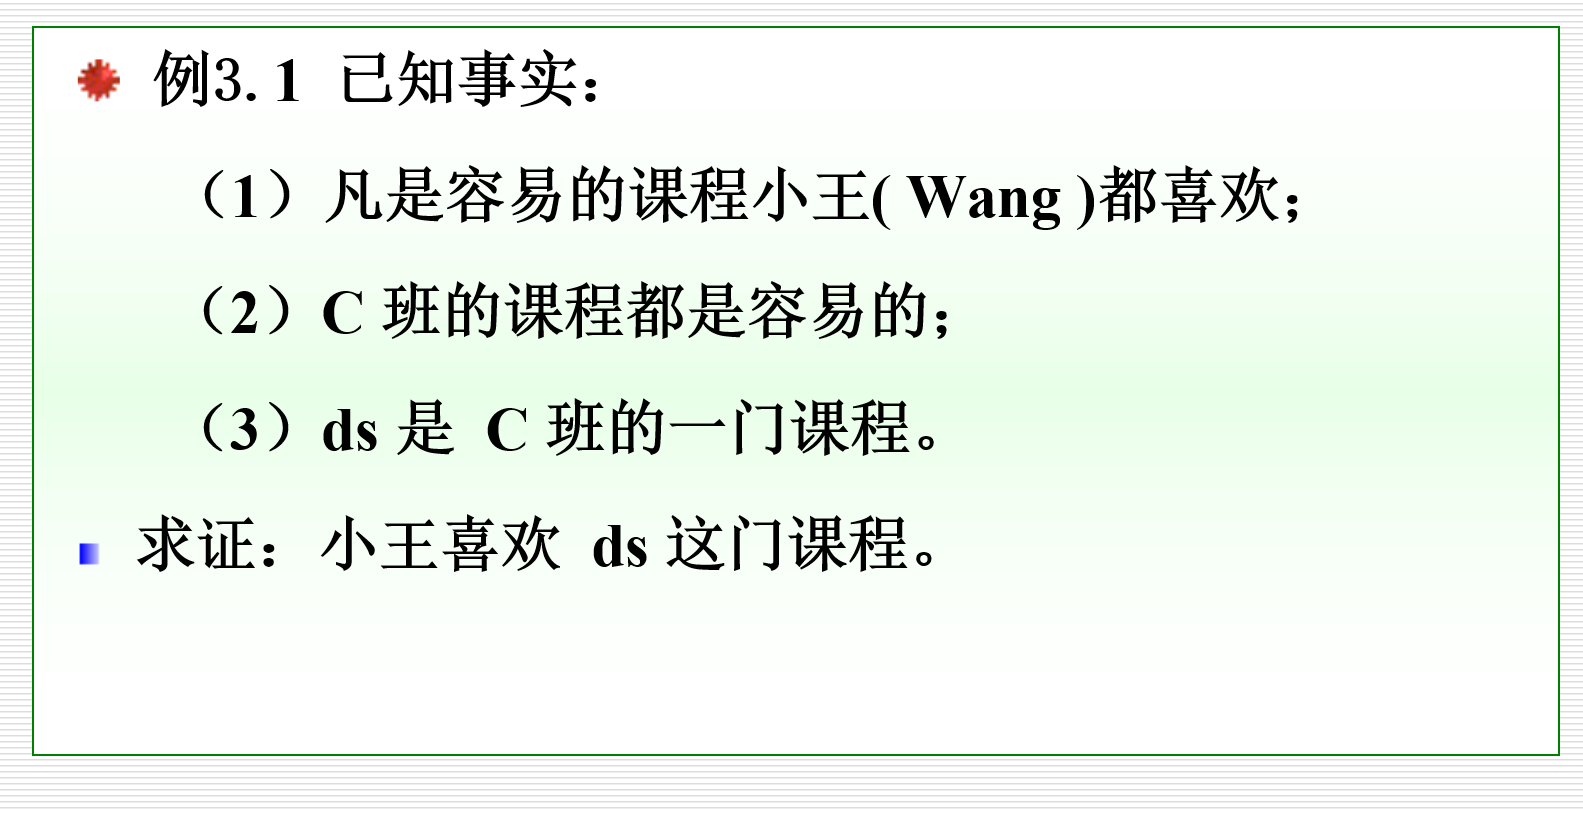 例3.1 已知事实：
（1）凡是容易的课程小王( Wang )都喜欢；
（2）C 班的课程都是容易的；
（3）ds 是 C 班的一门课程。
求证：小王喜欢 ds 这门课程。